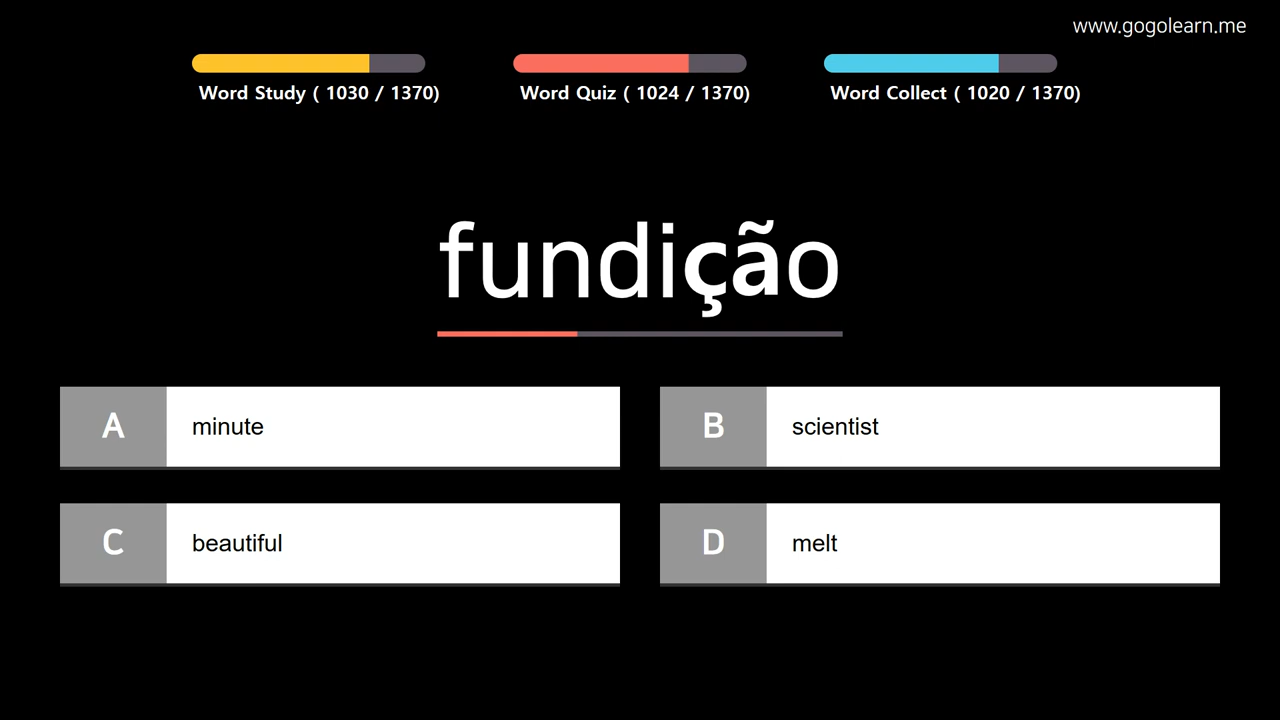 www.gogolearn.me
Word Study ( 1030 / 1370)
Word Quiz ( 1024 / 1370)
Word Collect ( 1020 / 1370)
fundição
A minute
B scientist
C beautiful
D melt